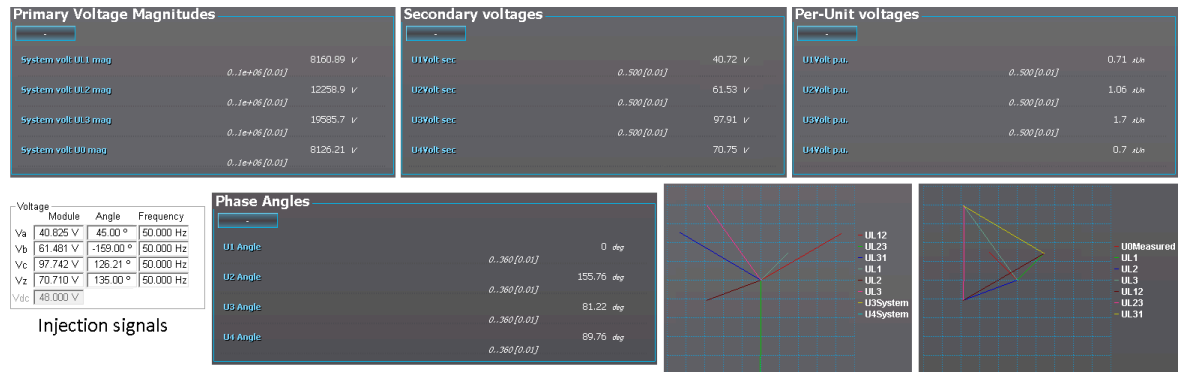 Primary Voltage Magnitudes
-
System volt UL1 mag 8160.89 V
0..1e+06 [0.01]
System volt UL2 mag 12258.9 V
0..1e+06 [0.01]
System volt UL3 mag 19585.7 V
0..1e+06 [0.01]
System volt U0 mag 8126.21 V
0..1e+06 [0.01]
Secondary voltages
-
U1Volt sec 40.72 V
0..500 [0.01]
U2Volt sec 61.53 V
0..500 [0.01]
U3Volt sec 97.91 V
0..500 [0.01]
U4Volt sec 70.75 V
Per-Unit voltages
-
U1Volt p.u. 0.71 xUn
0..500 [0.01]
U2Volt p.u. 1.06 xUn
0..500 [0.01]
U3Volt p.u. 1.7 xUn
0..500 [0.01]
U4Volt p.u. 0.7 xUn
Voltage
Module Angle Frequency
Va 40.825 V 45.00 º 50.000 Hz
Vb 61.481 V -159.00 º 50.000 Hz
Vc 97.742 V 126.21 º 50.000 Hz
Vz 70.710 V 135.00 º 50.000 Hz
Vdc 48.000 V
Injection signals
Phase Angles
-
U1 Angle 0 deg
0..360 [0.01]
U2 Angle 155.76 deg
0..360 [0.01]
U3 Angle 81.22 deg
0..360 [0.01]
U4 Angle 89.76 deg
0..360 [0.01]
UL12
UL23
UL31
UL1
UL2
UL3
U3System
U4System
U0Measured
UL1
UL2
UL3
UL12
UL23
UL31